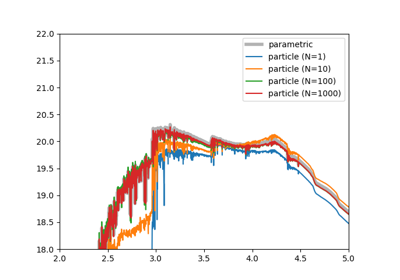 22.0
21.5
21.0
20.5
20.0
19.5
19.0
18.5
18.0
2.0 2.5 3.0 3.5 4.0 4.5 5.0
parametric
particle (N=1)
particle (N=10)
particle (N=100)
particle (N=1000)